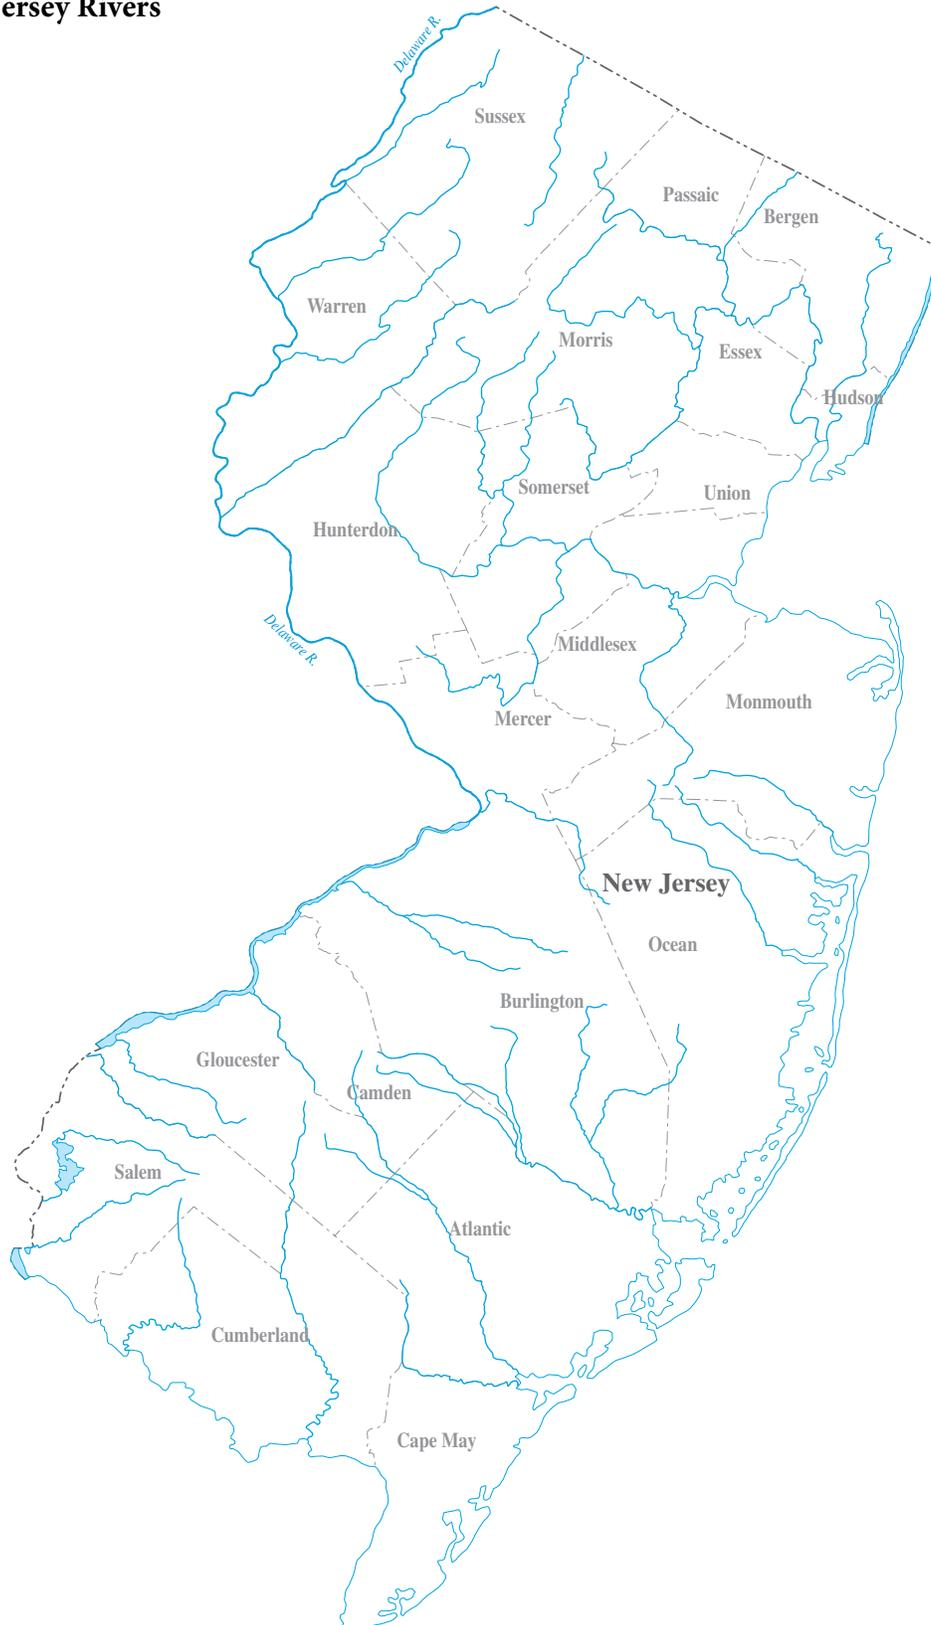 ersey Rivers
Delaware R.
Sussex
Passaic
Bergen
Warren
Morris
Essex
Hudson
Somerset
Union
Hunterdon
Delaware R.
Middlesex
Monmouth
Mercer
New Jersey
Ocean
Burlington
Gloucester
Camden
Salem
Atlantic
Cumberland
Cape May